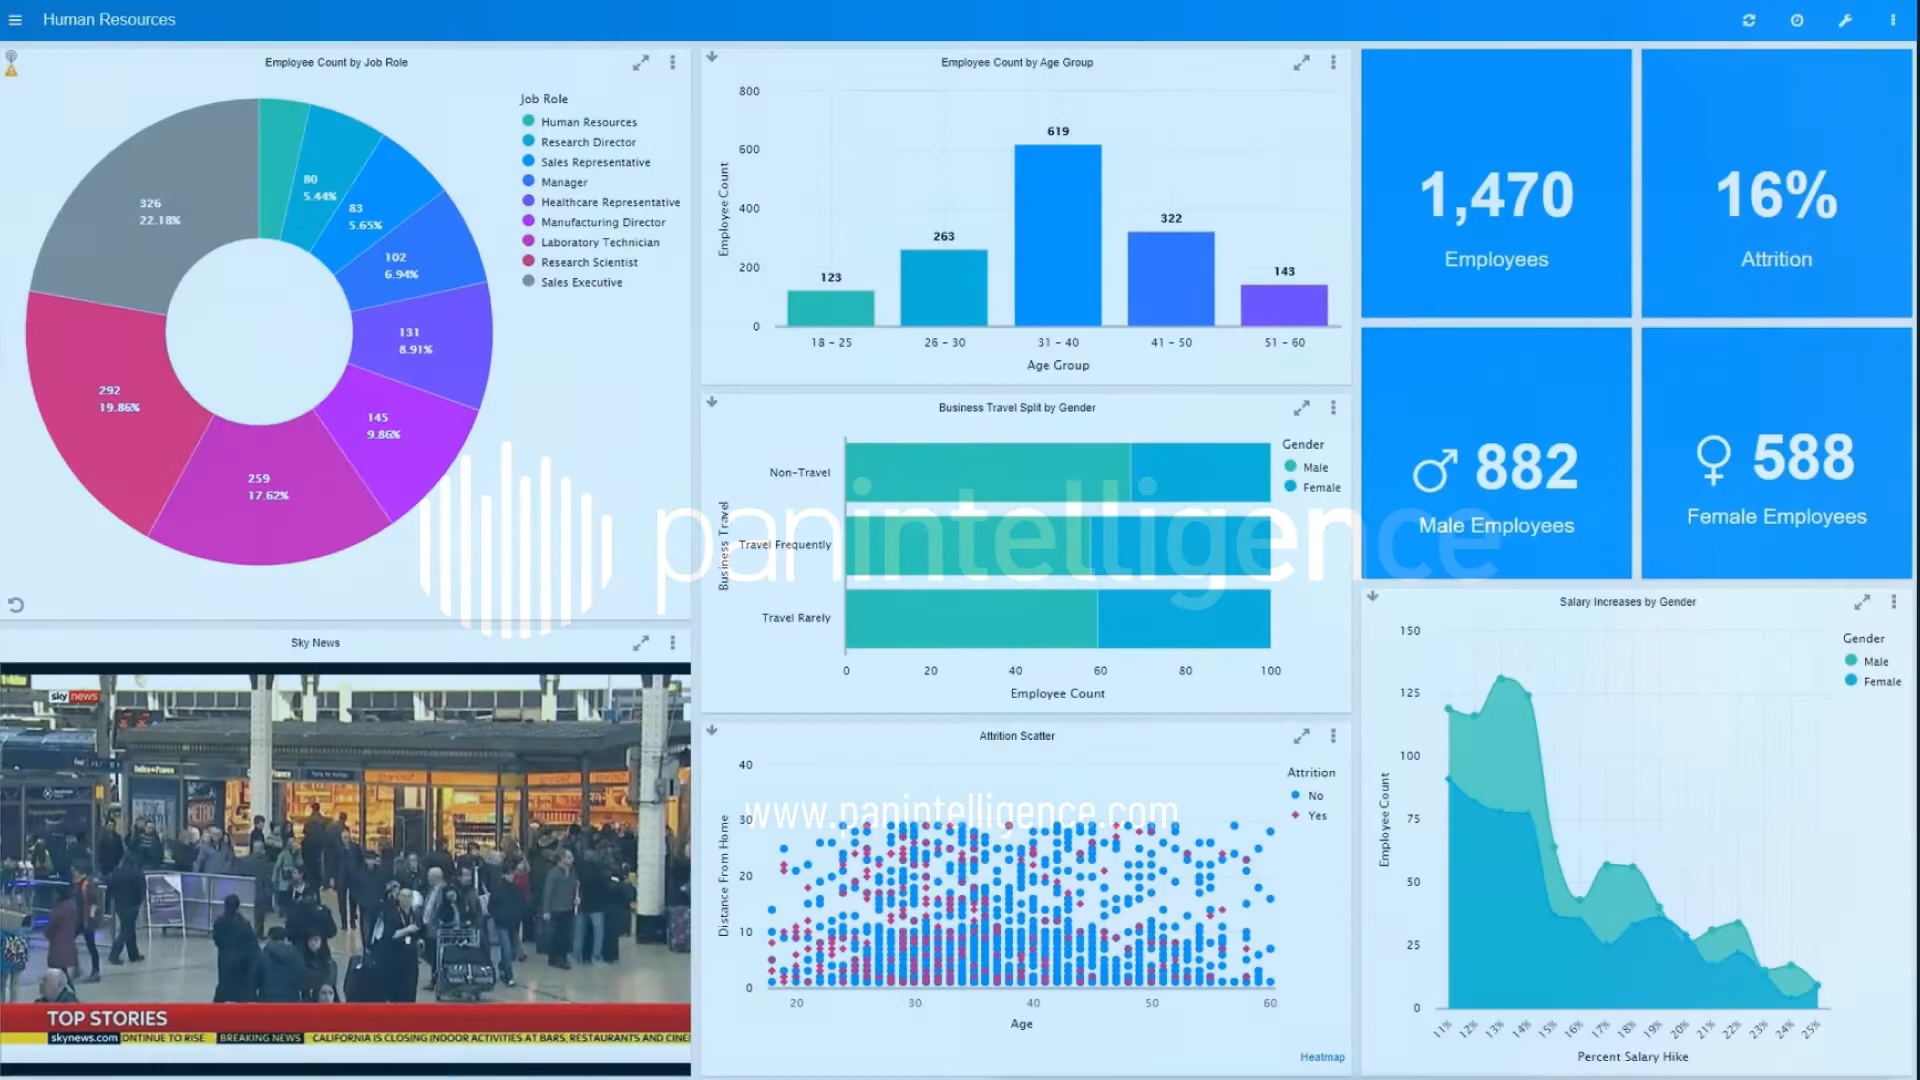 Human Resources
Employee Count by Job Role
326
22.18%
80
5.44%
83
5.65%
102
6.94%
131
8.91%
145
9.86%
259
17.62%
292
19.86%
Job Role
Human Resources
Research Director
Sales Representative
Manager
Healthcare Representative
Manufacturing Director
Laboratory Technician
Research Scientist
Sales Executive
Sky News
sky news
TOP STORIES
skynews.com ONTINUE TO RISE BREAKING NEWS CALIFORNIA IS CLOSING INDOOR ACTIVITIES AT BARS, RESTAURANTS AND CINE
Employee Count by Age Group
Employee Count
800
600
400
200
0
123
263
619
322
143
18 - 25
26 - 30
31 - 40
41 - 50
51 - 60
Age Group
Business Travel Split by Gender
Business Travel
Non-Travel
Travel Frequently
Travel Rarely
0 20 40 60 80 100
Employee Count
Gender
Male
Female
panintelligence
Attrition Scatter
Distance From Home
40
30
20
10
0
20 30 40 50 60
Age
Attrition
No
Yes
Heatmap
www.panintelligence.com
1,470
Employees
16%
Attrition
882
Male Employees
588
Female Employees
Salary Increases by Gender
Employee Count
150
125
100
75
50
25
0
11% 12% 13% 14% 15% 16% 17% 18% 19% 20% 21% 22% 23% 24% 25%
Percent Salary Hike
Gender
Male
Female